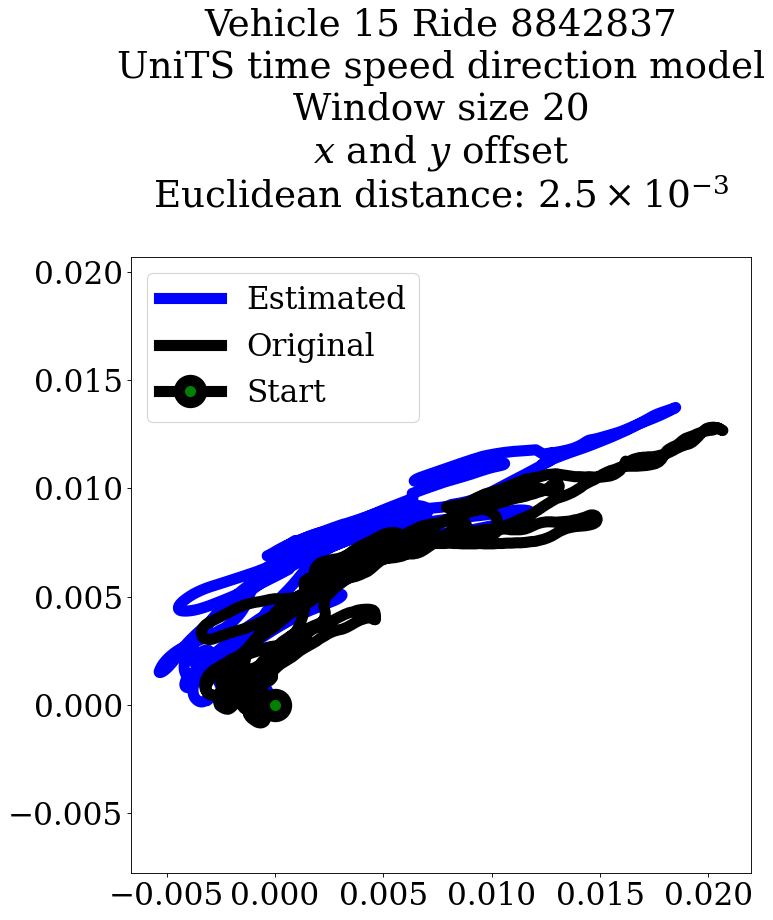 Vehicle 15 Ride 8842837
UniTS time speed direction model
Window size 20
x and y offset
Euclidean distance: 2.5 × 10⁻³
0.020
0.015
0.010
0.005
0.000
−0.005
Estimated
Original
Start
−0.005 0.000 0.005 0.010 0.015 0.020